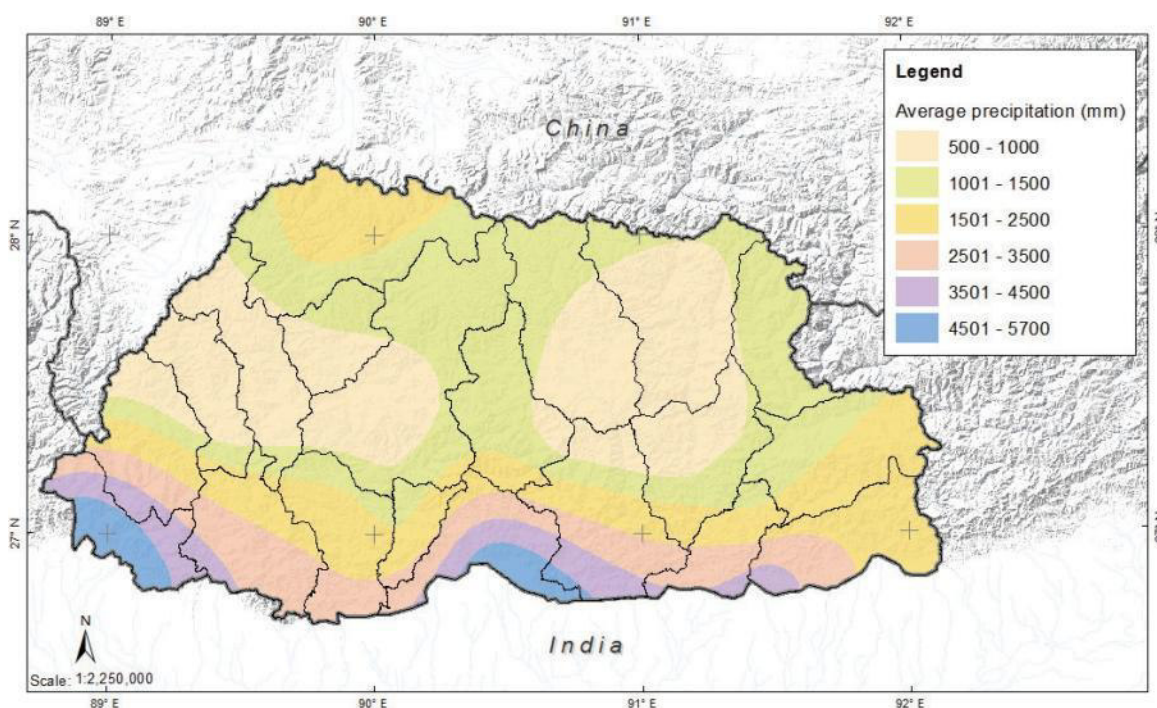 89° E 90° E 91° E 92° E
Legend
Average precipitation (mm)
500 - 1000
1001 - 1500
1501 - 2500
2501 - 3500
3501 - 4500
4501 - 5700
China
28° N
27° N
27° N
N
India
Scale: 1:2,250,000
89° E 90° E 91° E 92° E